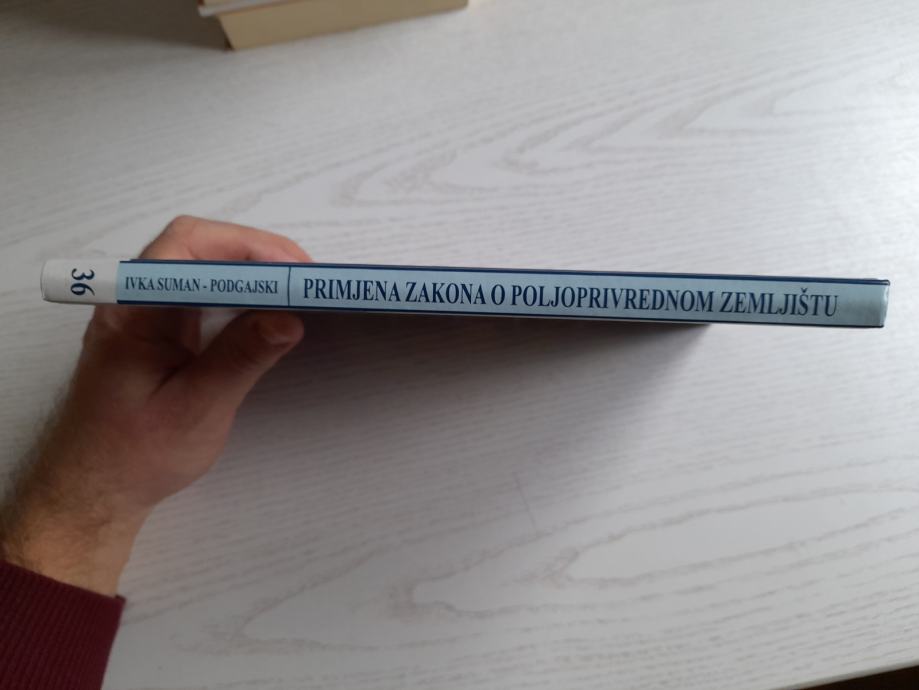 36
IVKA SUMAN - PODGAJSKI
PRIMJENA ZAKONA O POLJOPRIVREDNOM ZEMLJIŠTU